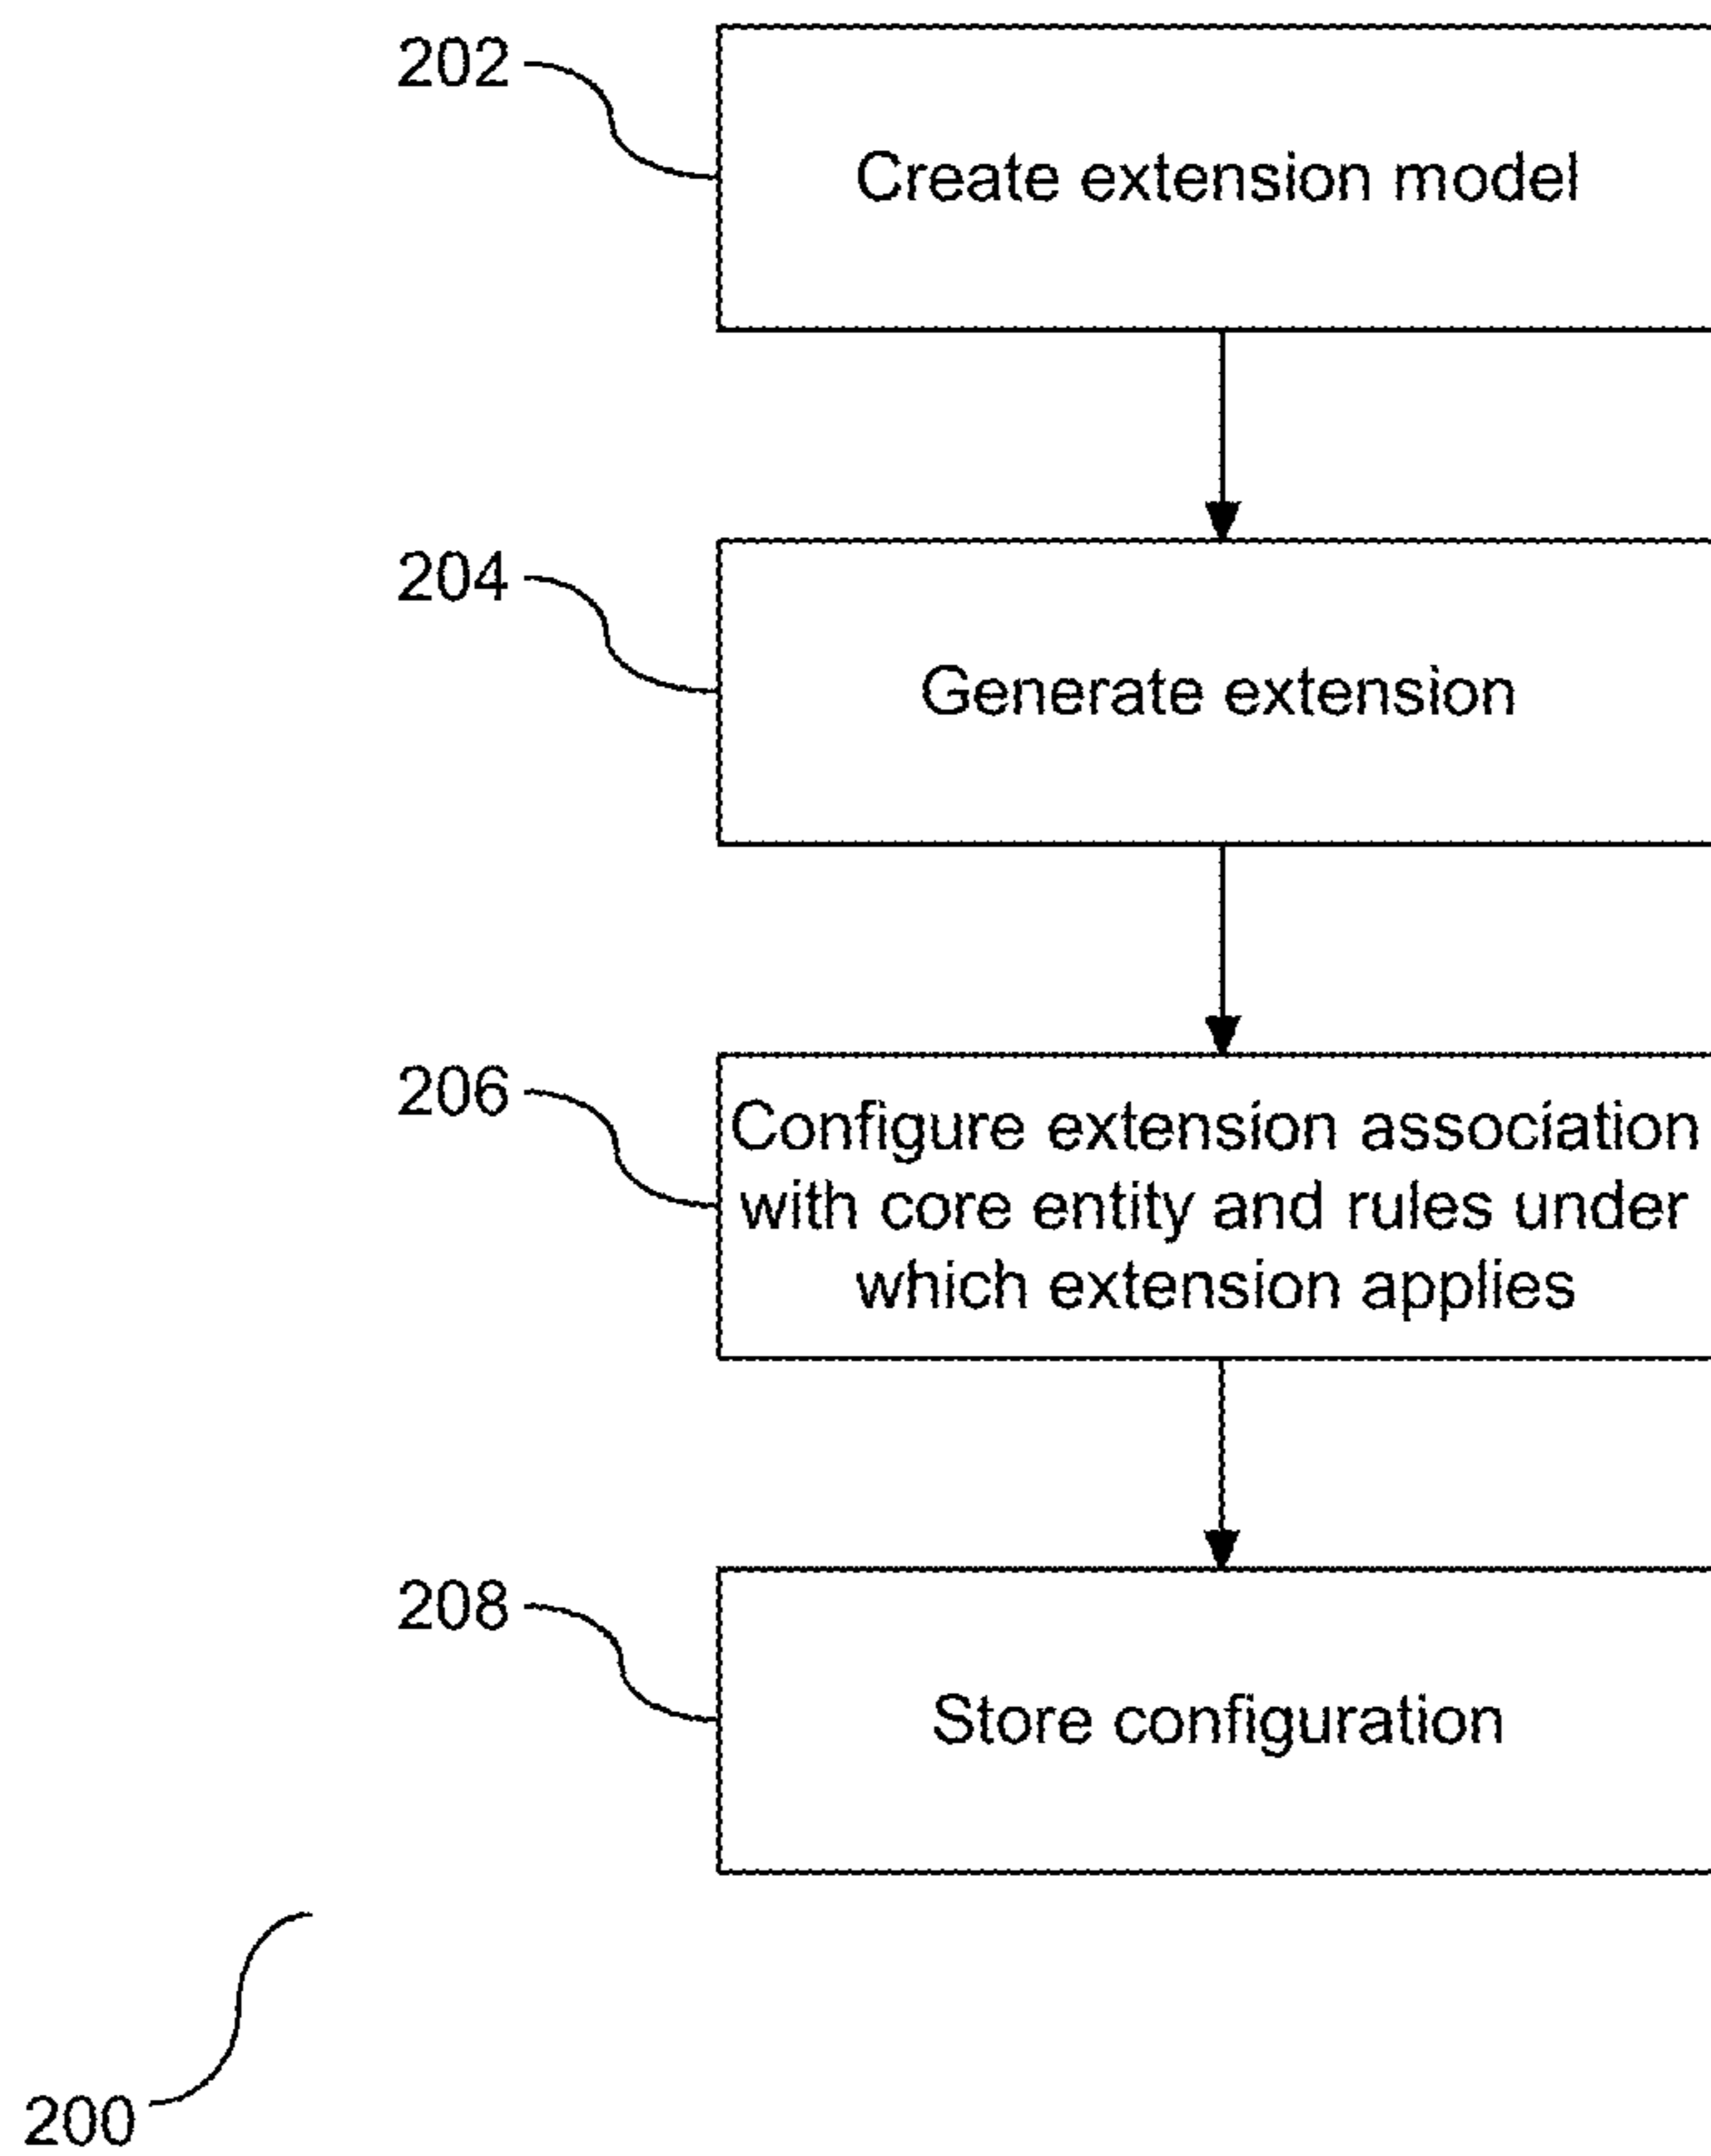 202
Create extension model
204
Generate extension
206
Configure extension association
with core entity and rules under
which extension applies
208
Store configuration
200